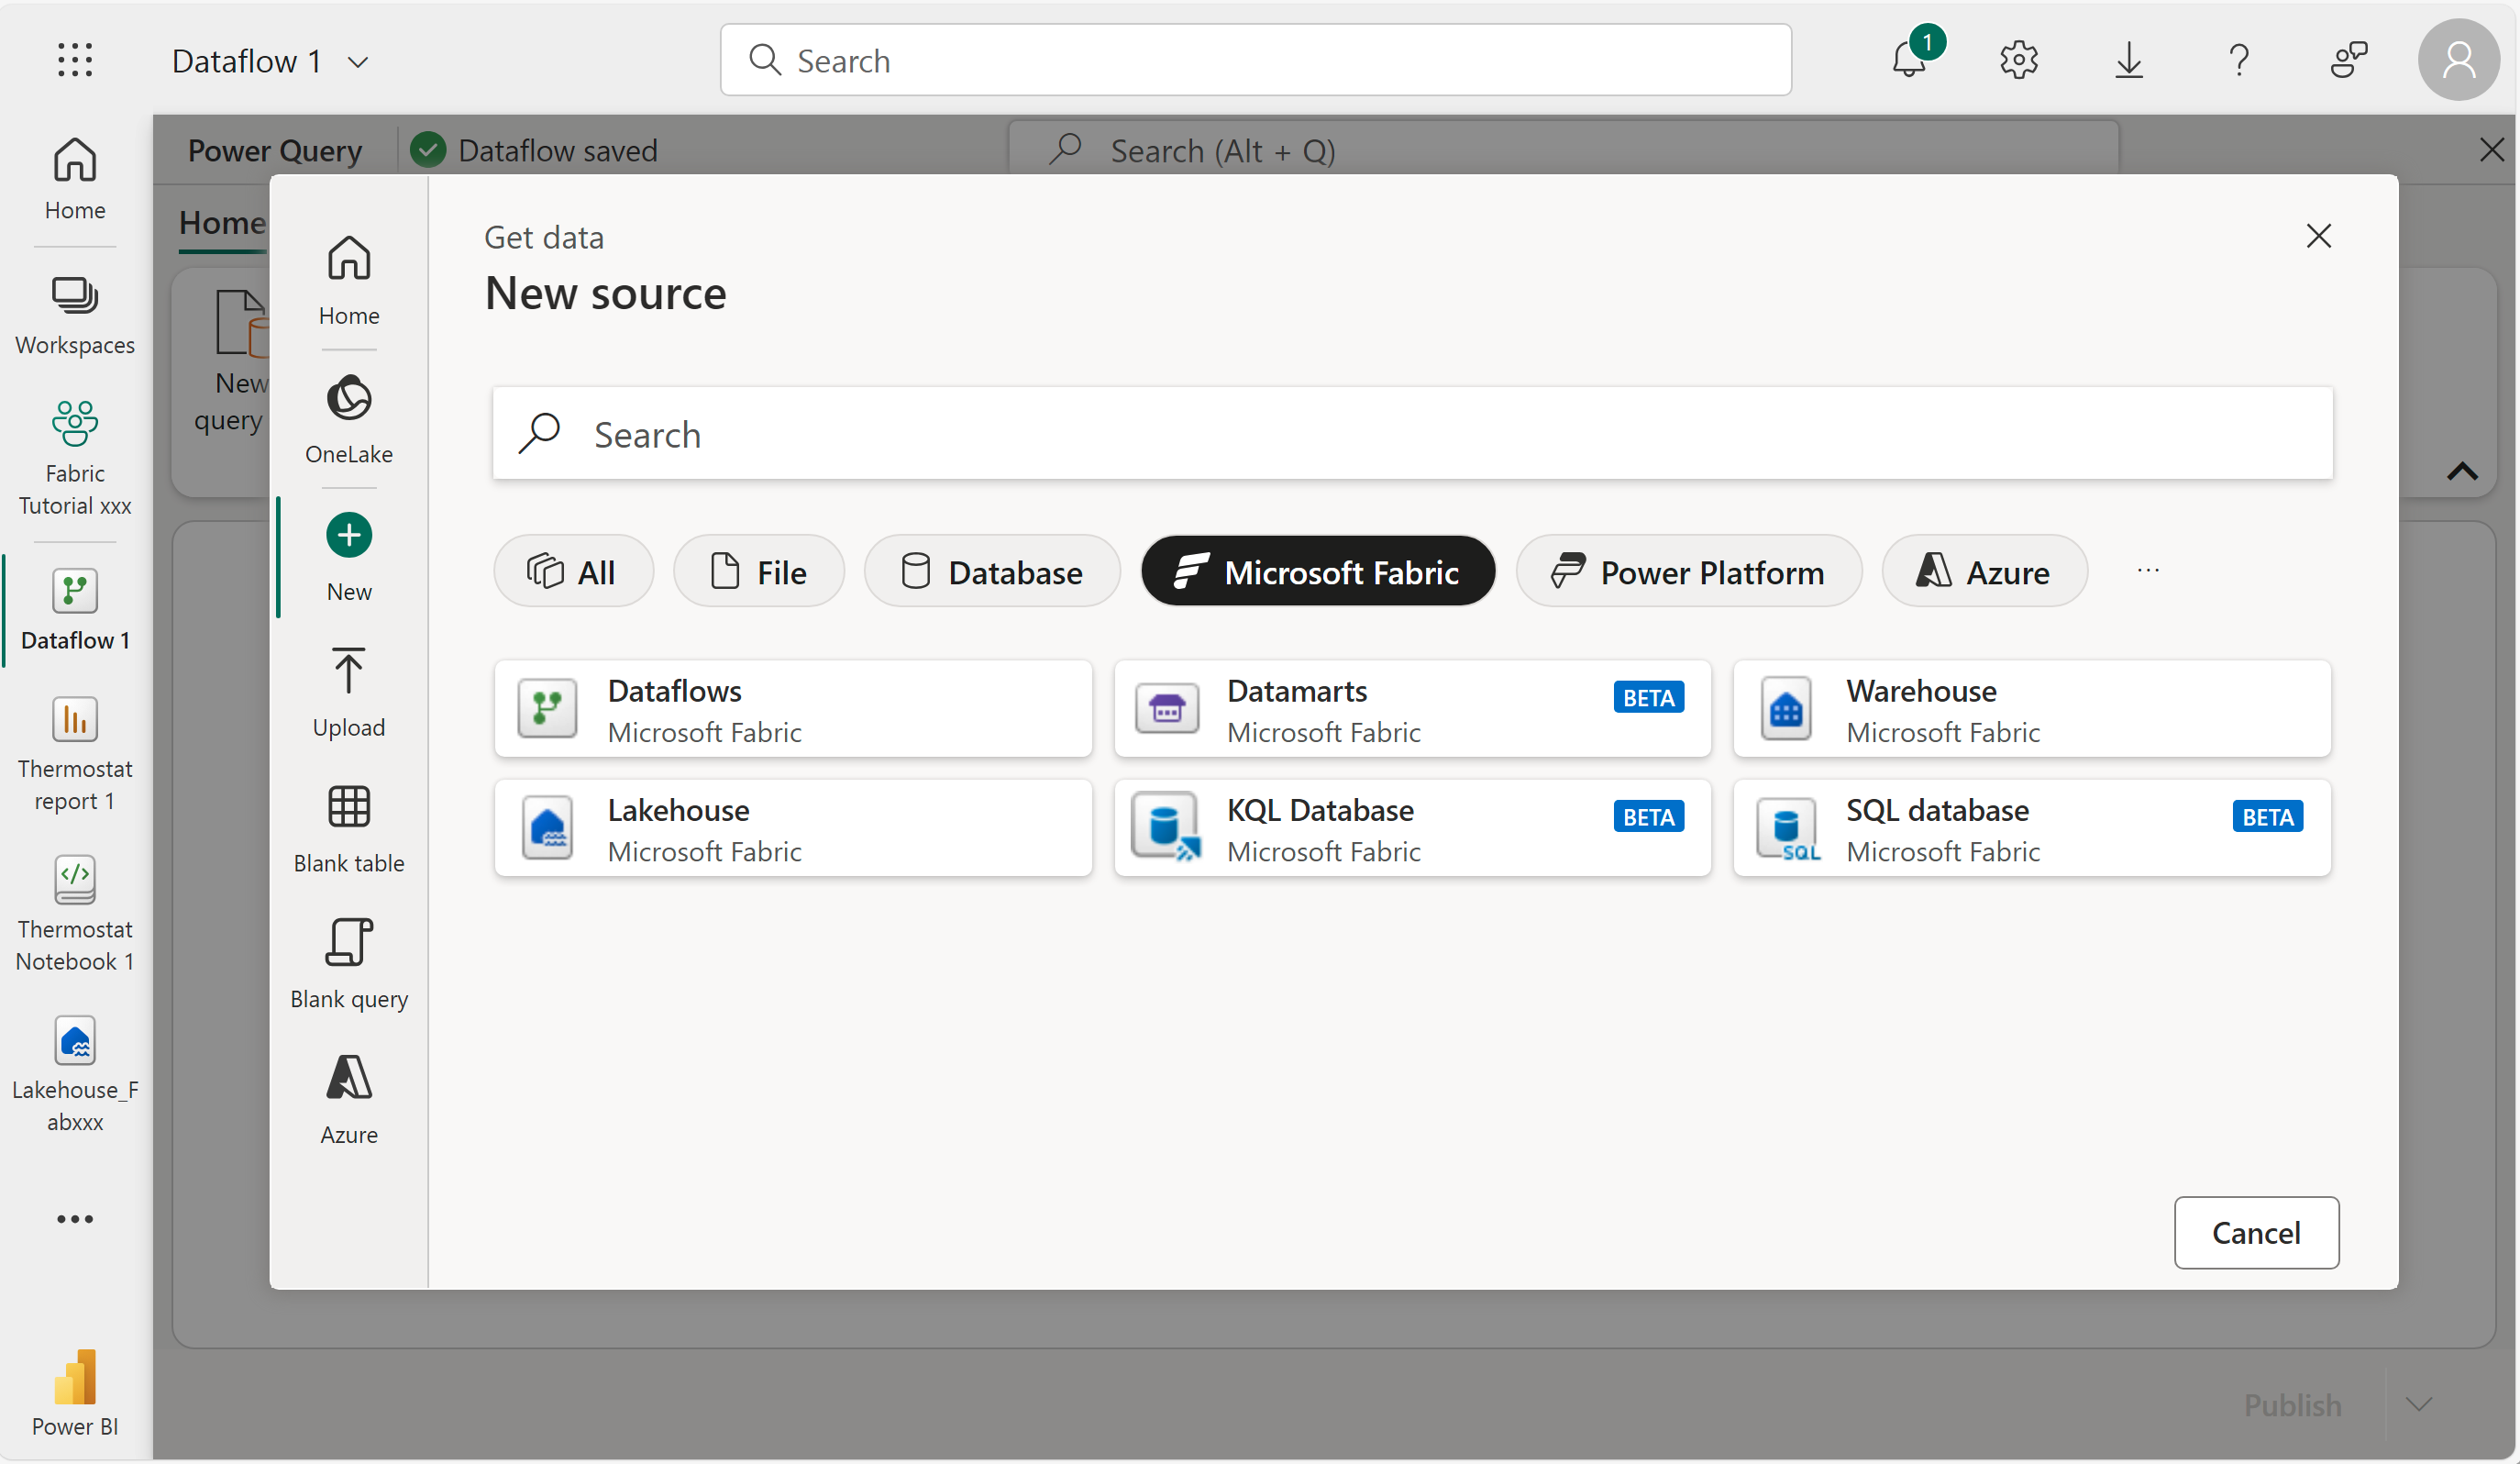 Dataflow 1
Search
1
Home
Workspaces
Fabric
Tutorial xxx
Dataflow 1
Thermostat
report 1
Thermostat
Notebook 1
Lakehouse_F
abxxx
Power BI
Power Query
Dataflow saved
Search (Alt + Q)
Home
New
query
Home
OneLake
New
Upload
Blank table
Blank query
Azure
Get data
New source
Search
All
File
Database
Microsoft Fabric
Power Platform
Azure
...
Dataflows
Microsoft Fabric
Datamarts
Microsoft Fabric
BETA
Warehouse
Microsoft Fabric
Lakehouse
Microsoft Fabric
KQL Database
Microsoft Fabric
BETA
SQL
SQL database
Microsoft Fabric
BETA
Cancel
Publish